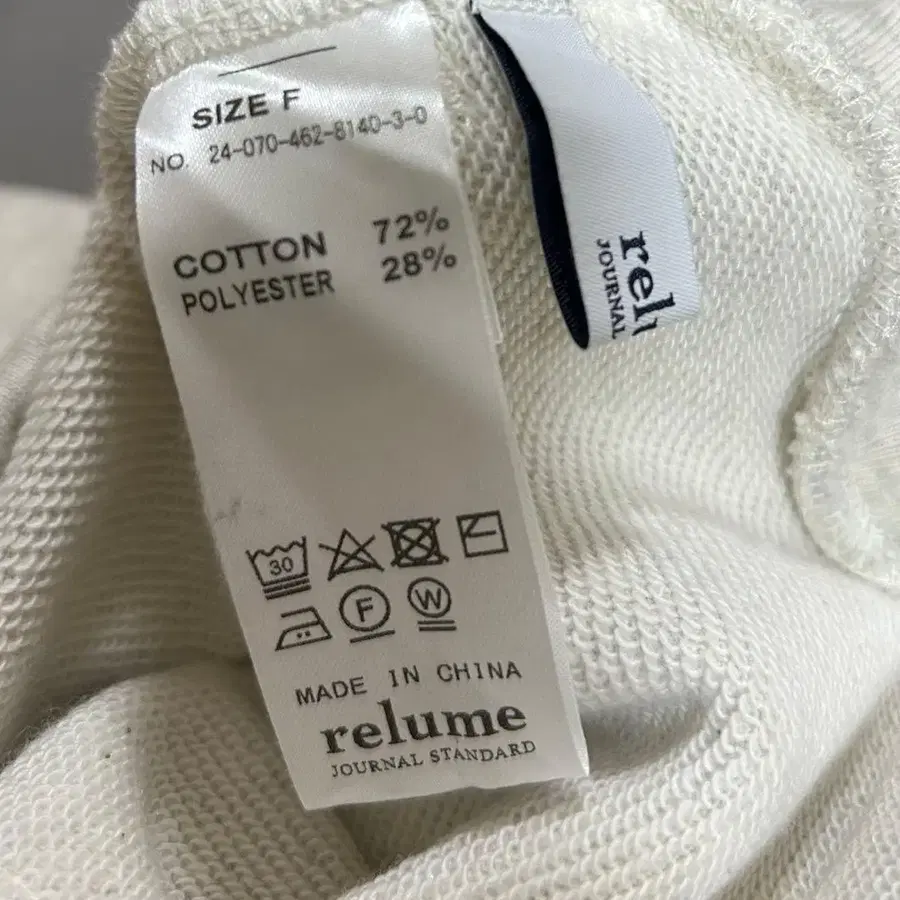 SIZE F
NO. 24-070-462-8140-3-0
COTTON 72%
POLYESTER 28%
30
F W
MADE IN CHINA
relume
JOURNAL STANDARD
relu
JOURNAL